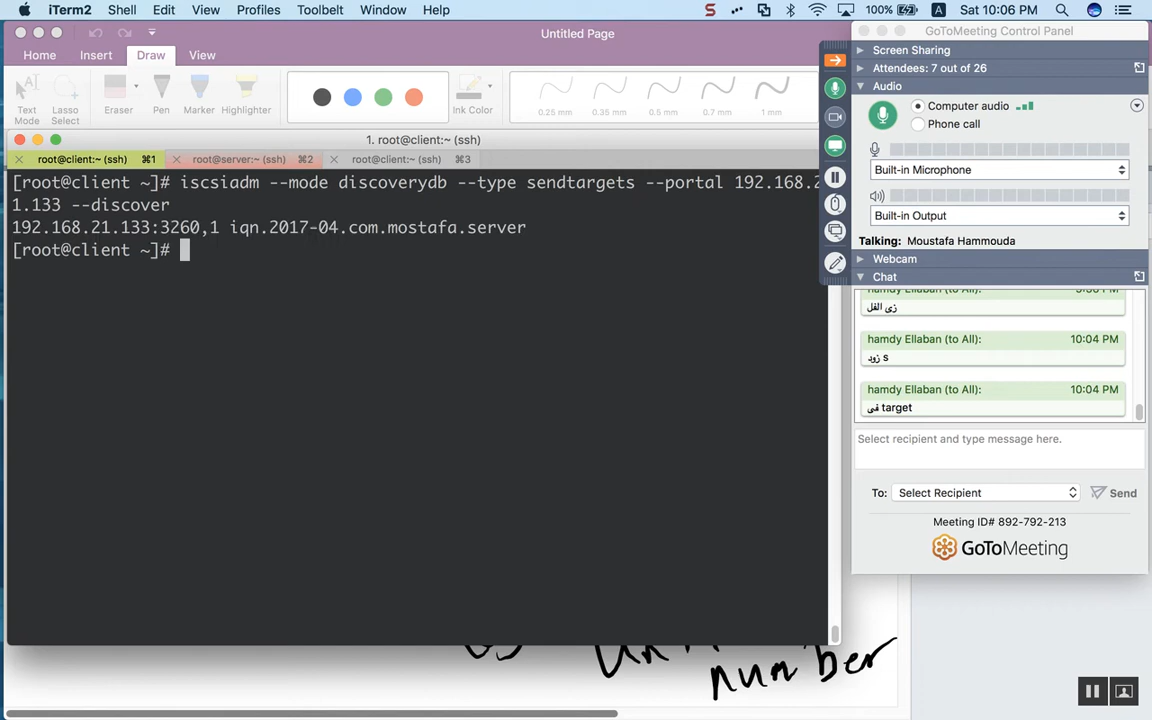 iTerm2 Shell Edit View Profiles Toolbelt Window Help
100% A Sat 10:06 PM
Untitled Page
GoToMeeting Control Panel
Home Insert Draw View
Screen Sharing
Attendees: 7 out of 26
Audio
Computer audio
Phone call
Text Mode
Lasso Select
Eraser
Pen
Marker
Highlighter
Ink Color
0.25 mm
0.35 mm
0.5 mm
0.7 mm
1 mm
1. root@client:~ (ssh)
root@client:~ (ssh) ⌘1
root@server:~ (ssh) ⌘2
root@client:~ (ssh) ⌘3
[root@client ~]# iscsiadm --mode discoverydb --type sendtargets --portal 192.168.2
1.133 --discover
192.168.21.133:3260,1 iqn.2017-04.com.mostafa.server
[root@client ~]#
Built-in Microphone
Built-in Output
Talking: Moustafa Hammouda
Webcam
Chat
hamdy Ellaban (to All):
زى الفل
hamdy Ellaban (to All): 10:04 PM
زود s
hamdy Ellaban (to All): 10:04 PM
فى target
Select recipient and type message here.
To: Select Recipient Send
Meeting ID# 892-792-213
GoToMeeting
number